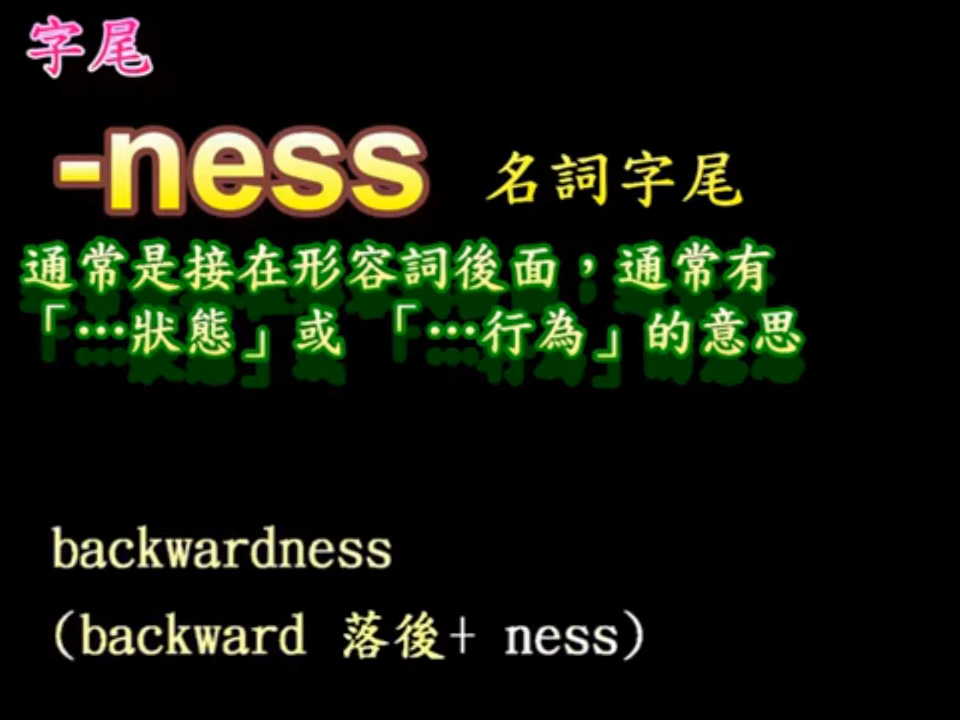 字尾
-ness 名詞字尾
通常是接在形容詞後面，通常有
「…狀態」或 「…行為」的意思
backwardness
(backward 落後+ ness)